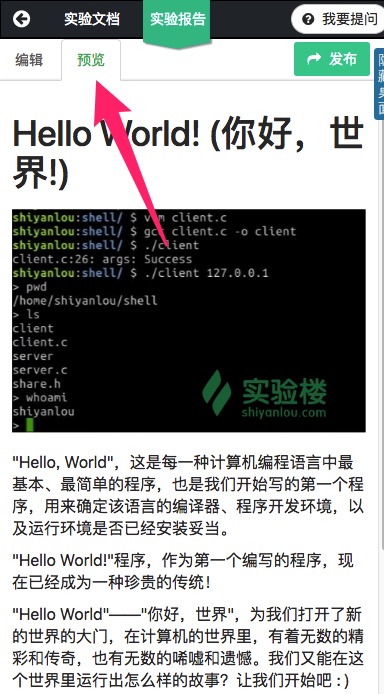 实验文档 实验报告 我要提问
编辑 预览 发布
隐藏桌面
Hello World! (你好，世
界!)
shiyanlou:shell/ $ vim client.c
shiyanlou:shell/ $ gcc client.c -o client
shiyanlou:shell/ $ ./client
client.c:26: args: Success
shiyanlou:shell/ $ ./client 127.0.0.1
> pwd
/home/shiyanlou/shell
> ls
client
client.c
server
server.c
share.h
> whoami
shiyanlou
>
实验楼
shiyanlou.com
"Hello, World"，这是每一种计算机编程语言中最
基本、最简单的程序，也是我们开始写的第一个程
序，用来确定该语言的编译器、程序开发环境，以
及运行环境是否已经安装妥当。
"Hello World!"程序，作为第一个编写的程序，现
在已经成为一种珍贵的传统！
"Hello World"——"你好，世界"，为我们打开了新
的世界的大门，在计算机的世界里，有着无数的精
彩和传奇，也有无数的唏嘘和遗憾。我们又能在这
个世界里运行出怎么样的故事？让我们开始吧 : )